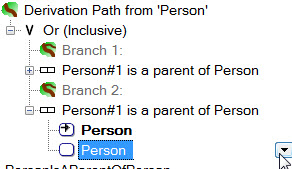 Derivation Path from 'Person'
Or (Inclusive)
Branch 1:
Person#1 is a parent of Person
Branch 2:
Person#1 is a parent of Person
Person
Person
PersonIsAParentOfPerson